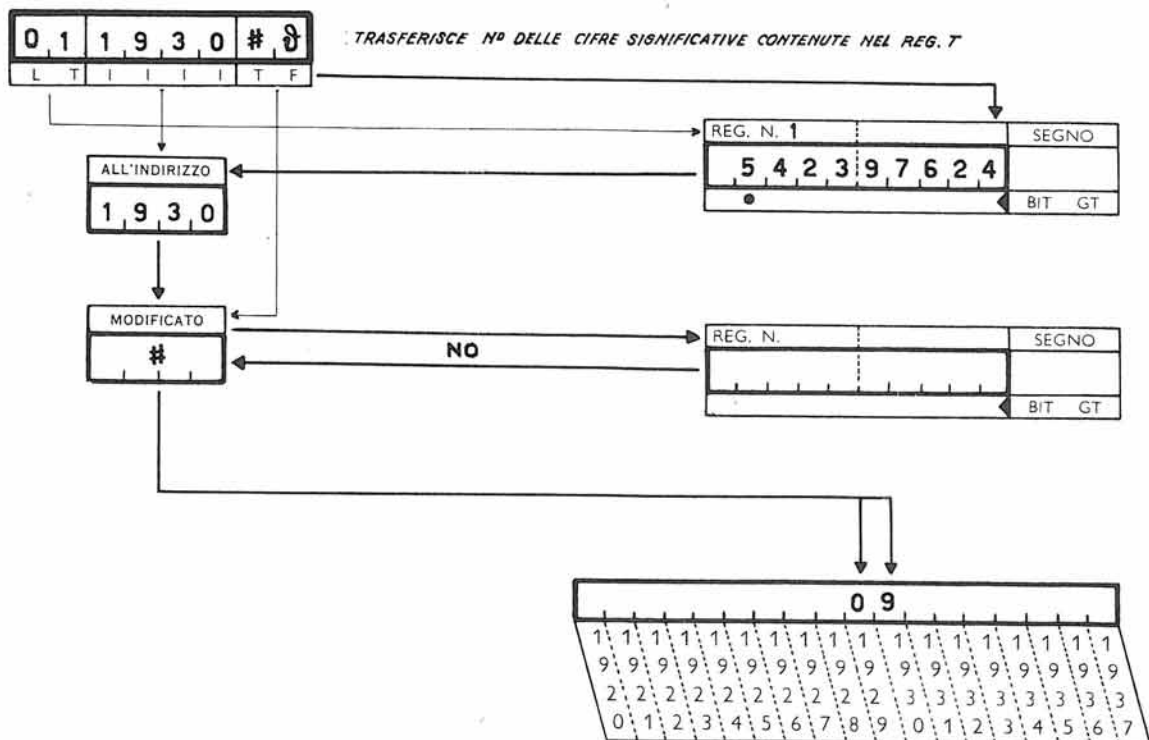 0 1 1 9 3 0 # ϑ
L T I I I I T F
TRASFERISCE Nº DELLE CIFRE SIGNIFICATIVE CONTENUTE NEL REG. T
REG. N. 1 SEGNO
5 4 2 3 9 7 6 2 4
BIT GT
ALL'INDIRIZZO
1 9 3 0
MODIFICATO
#
NO
REG. N. SEGNO
BIT GT
0 9
1 1 1 1 1 1 1 1 1 1 1 1 1 1 1 1 1 1
9 9 9 9 9 9 9 9 9 9 9 9 9 9 9 9 9 9
2 2 2 2 2 2 2 2 2 2 3 3 3 3 3 3 3 3
0 1 2 3 4 5 6 7 8 9 0 1 2 3 4 5 6 7